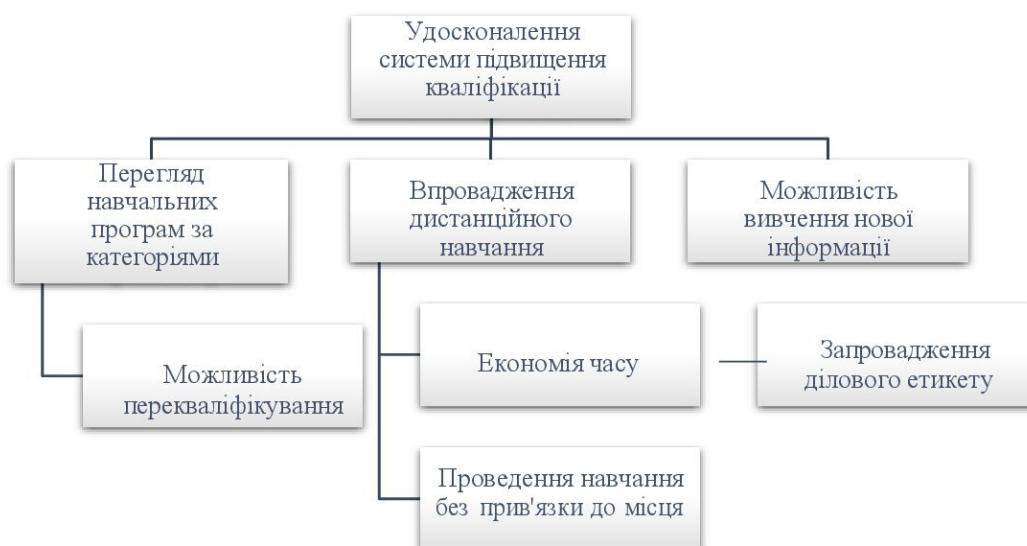 Удосконалення
системи підвищення
кваліфікації
Перегляд
навчальних
програм за
категоріями
Впровадження
дистанційного
навчання
Можливість
вивчення нової
інформації
Можливість
перекваліфікування
Економія часу
Запровадження
ділового етикету
Проведення навчання
без прив'язки до місця